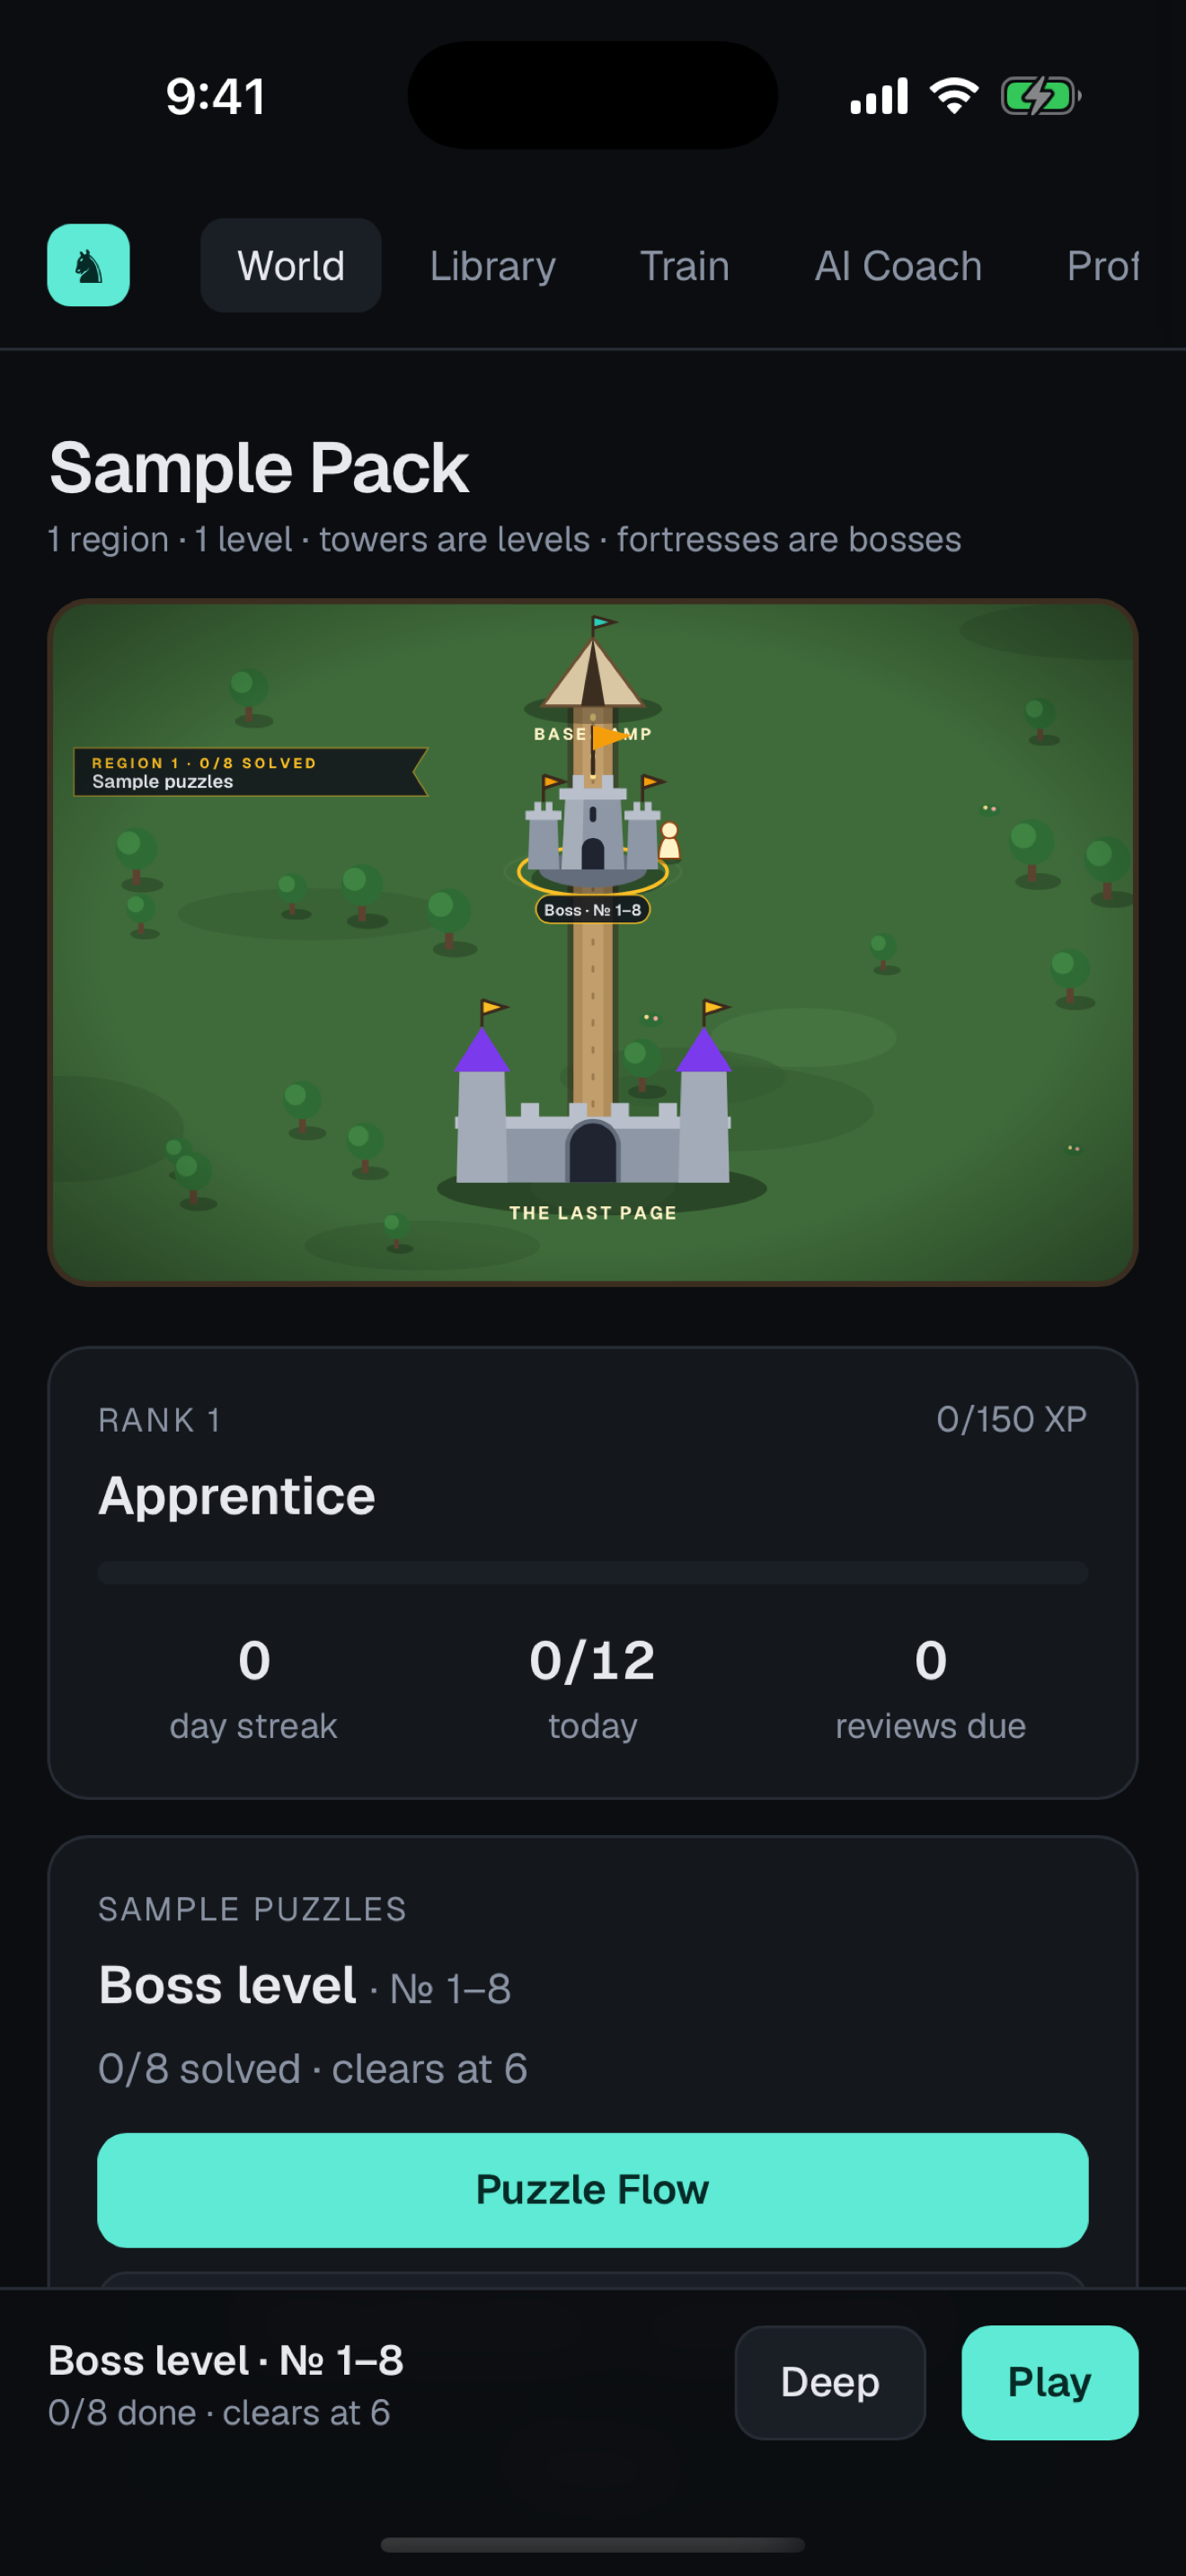 9:41
World Library Train AI Coach Prof
Sample Pack
1 region · 1 level · towers are levels · fortresses are bosses
BASE AMP
REGION 1 · 0/8 SOLVED
Sample puzzles
Boss · № 1–8
THE LAST PAGE
RANK 1 0/150 XP
Apprentice
0 0/12 0
day streak today reviews due
SAMPLE PUZZLES
Boss level · № 1–8
0/8 solved · clears at 6
Puzzle Flow
Boss level · № 1–8
0/8 done · clears at 6
Deep Play